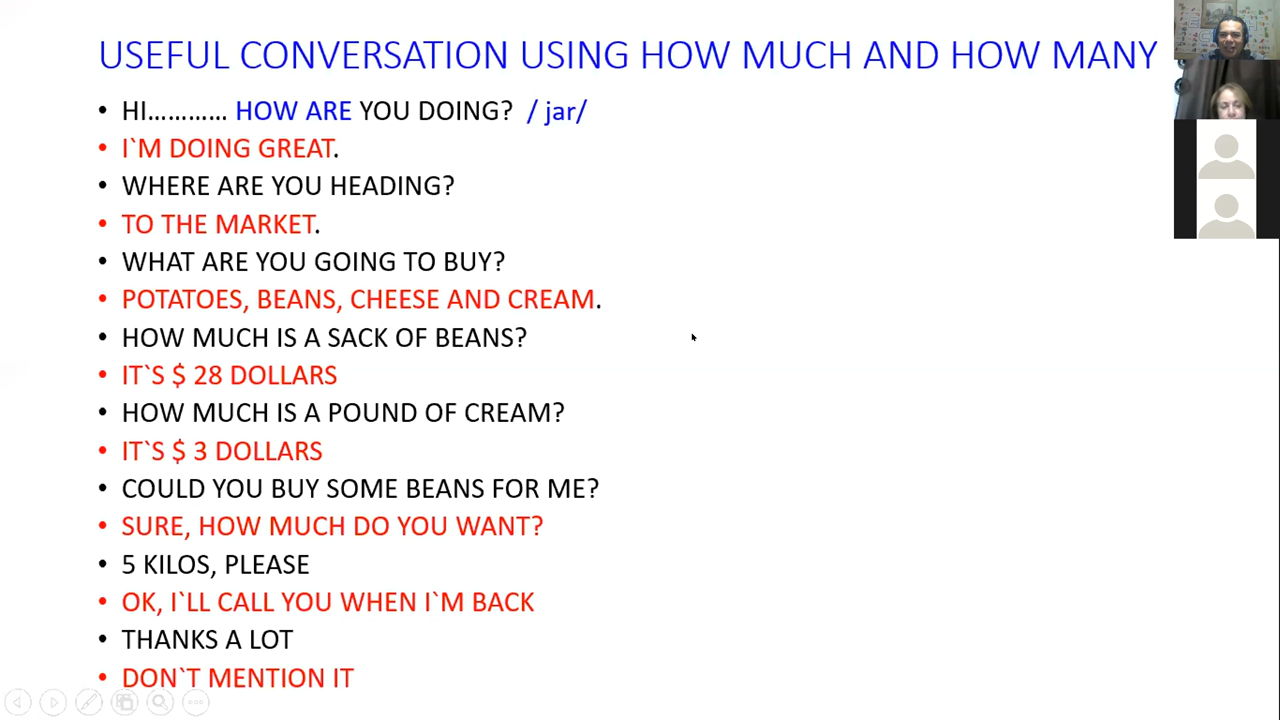 USEFUL CONVERSATION USING HOW MUCH AND HOW MANY
• HI............ HOW ARE YOU DOING? / jar/
• I`M DOING GREAT.
• WHERE ARE YOU HEADING?
• TO THE MARKET.
• WHAT ARE YOU GOING TO BUY?
• POTATOES, BEANS, CHEESE AND CREAM.
• HOW MUCH IS A SACK OF BEANS?
• IT`S $ 28 DOLLARS
• HOW MUCH IS A POUND OF CREAM?
• IT`S $ 3 DOLLARS
• COULD YOU BUY SOME BEANS FOR ME?
• SURE, HOW MUCH DO YOU WANT?
• 5 KILOS, PLEASE
• OK, I`LL CALL YOU WHEN I`M BACK
• THANKS A LOT
• DON`T MENTION IT